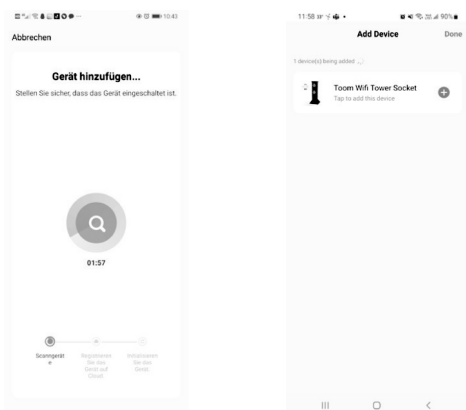 10:43
Abbrechen
Gerät hinzufügen...
Stellen Sie sicher, dass das Gerät eingeschaltet ist.
01:57
Scanngerät
Registrieren
Sie das
Gerät auf
Cloud.
Initialisieren
Sie das
Gerät.
11:58
90%
Add Device
Done
1 device(s) being added
Toom Wifi Tower Socket
Tap to add this device